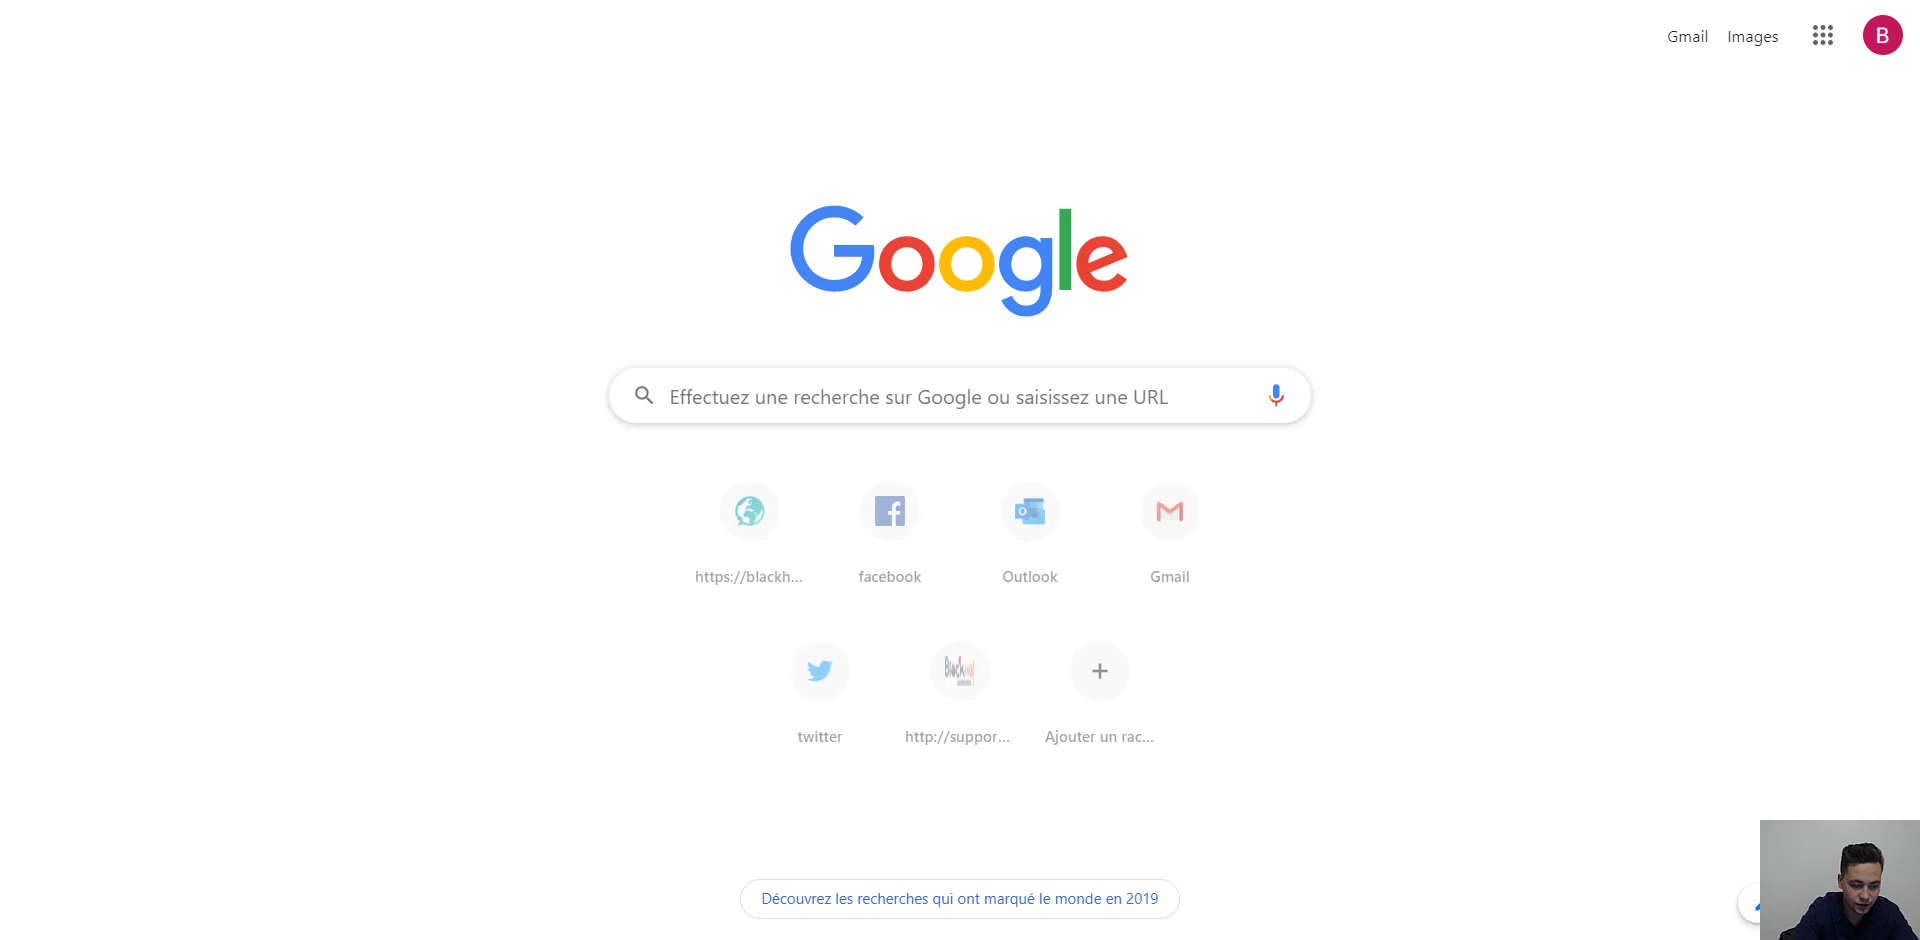 Gmail Images
B
Google
Effectuez une recherche sur Google ou saisissez une URL
https://blackh... facebook Outlook Gmail
twitter http://suppor... Ajouter un rac...
Découvrez les recherches qui ont marqué le monde en 2019